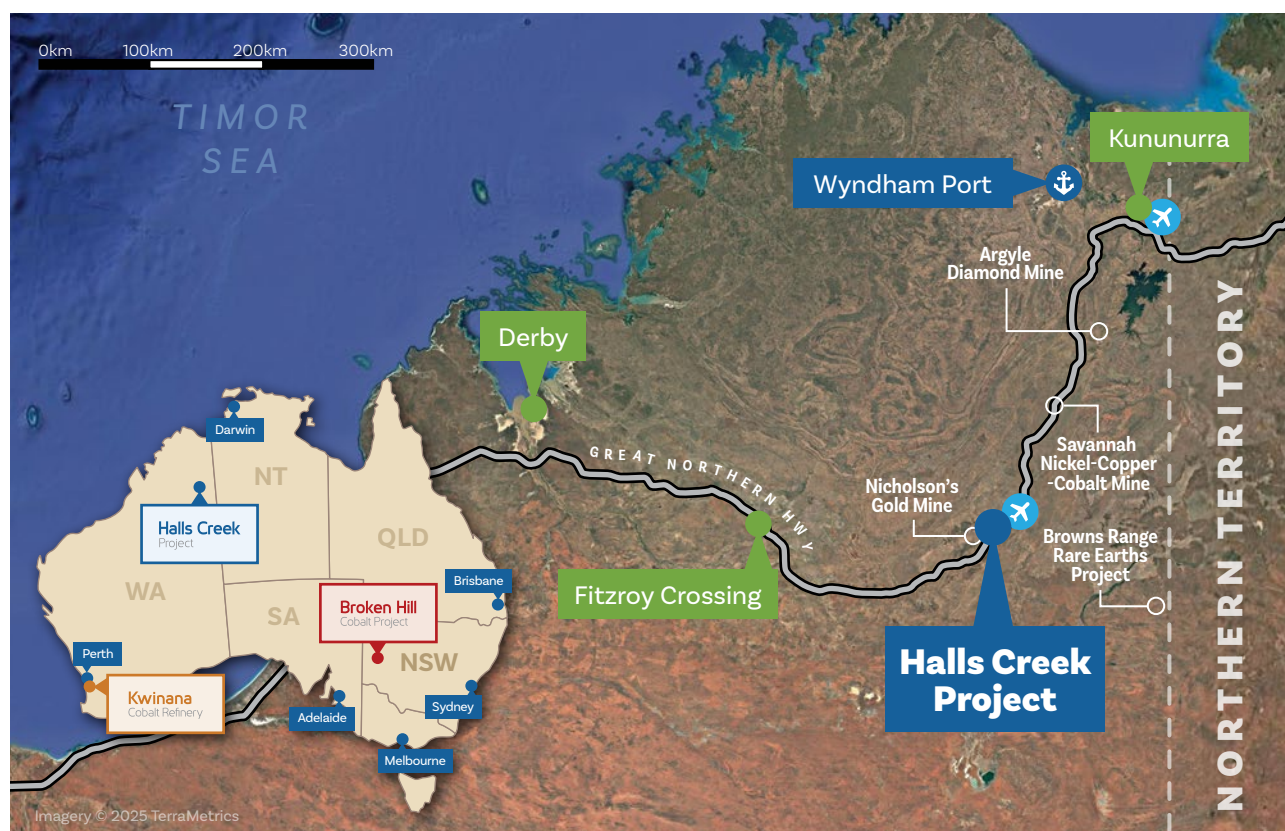 0km 100km 200km 300km
TIMOR
SEA
Kununurra
Wyndham Port
Argyle
Diamond Mine
Derby
GREAT NORTHERN HWY
Savannah
Nickel-Copper
-Cobalt Mine
Nicholson's
Gold Mine
Browns Range
Rare Earths
Project
Fitzroy Crossing
Halls Creek
Project
NORTHERN TERRITORY
Darwin
NT
Halls Creek
Project
QLD
WA
Brisbane
SA
Broken Hill
Cobalt Project
NSW
Perth
Kwinana
Cobalt Refinery
Adelaide
Sydney
Melbourne
Imagery © 2025 TerraMetrics